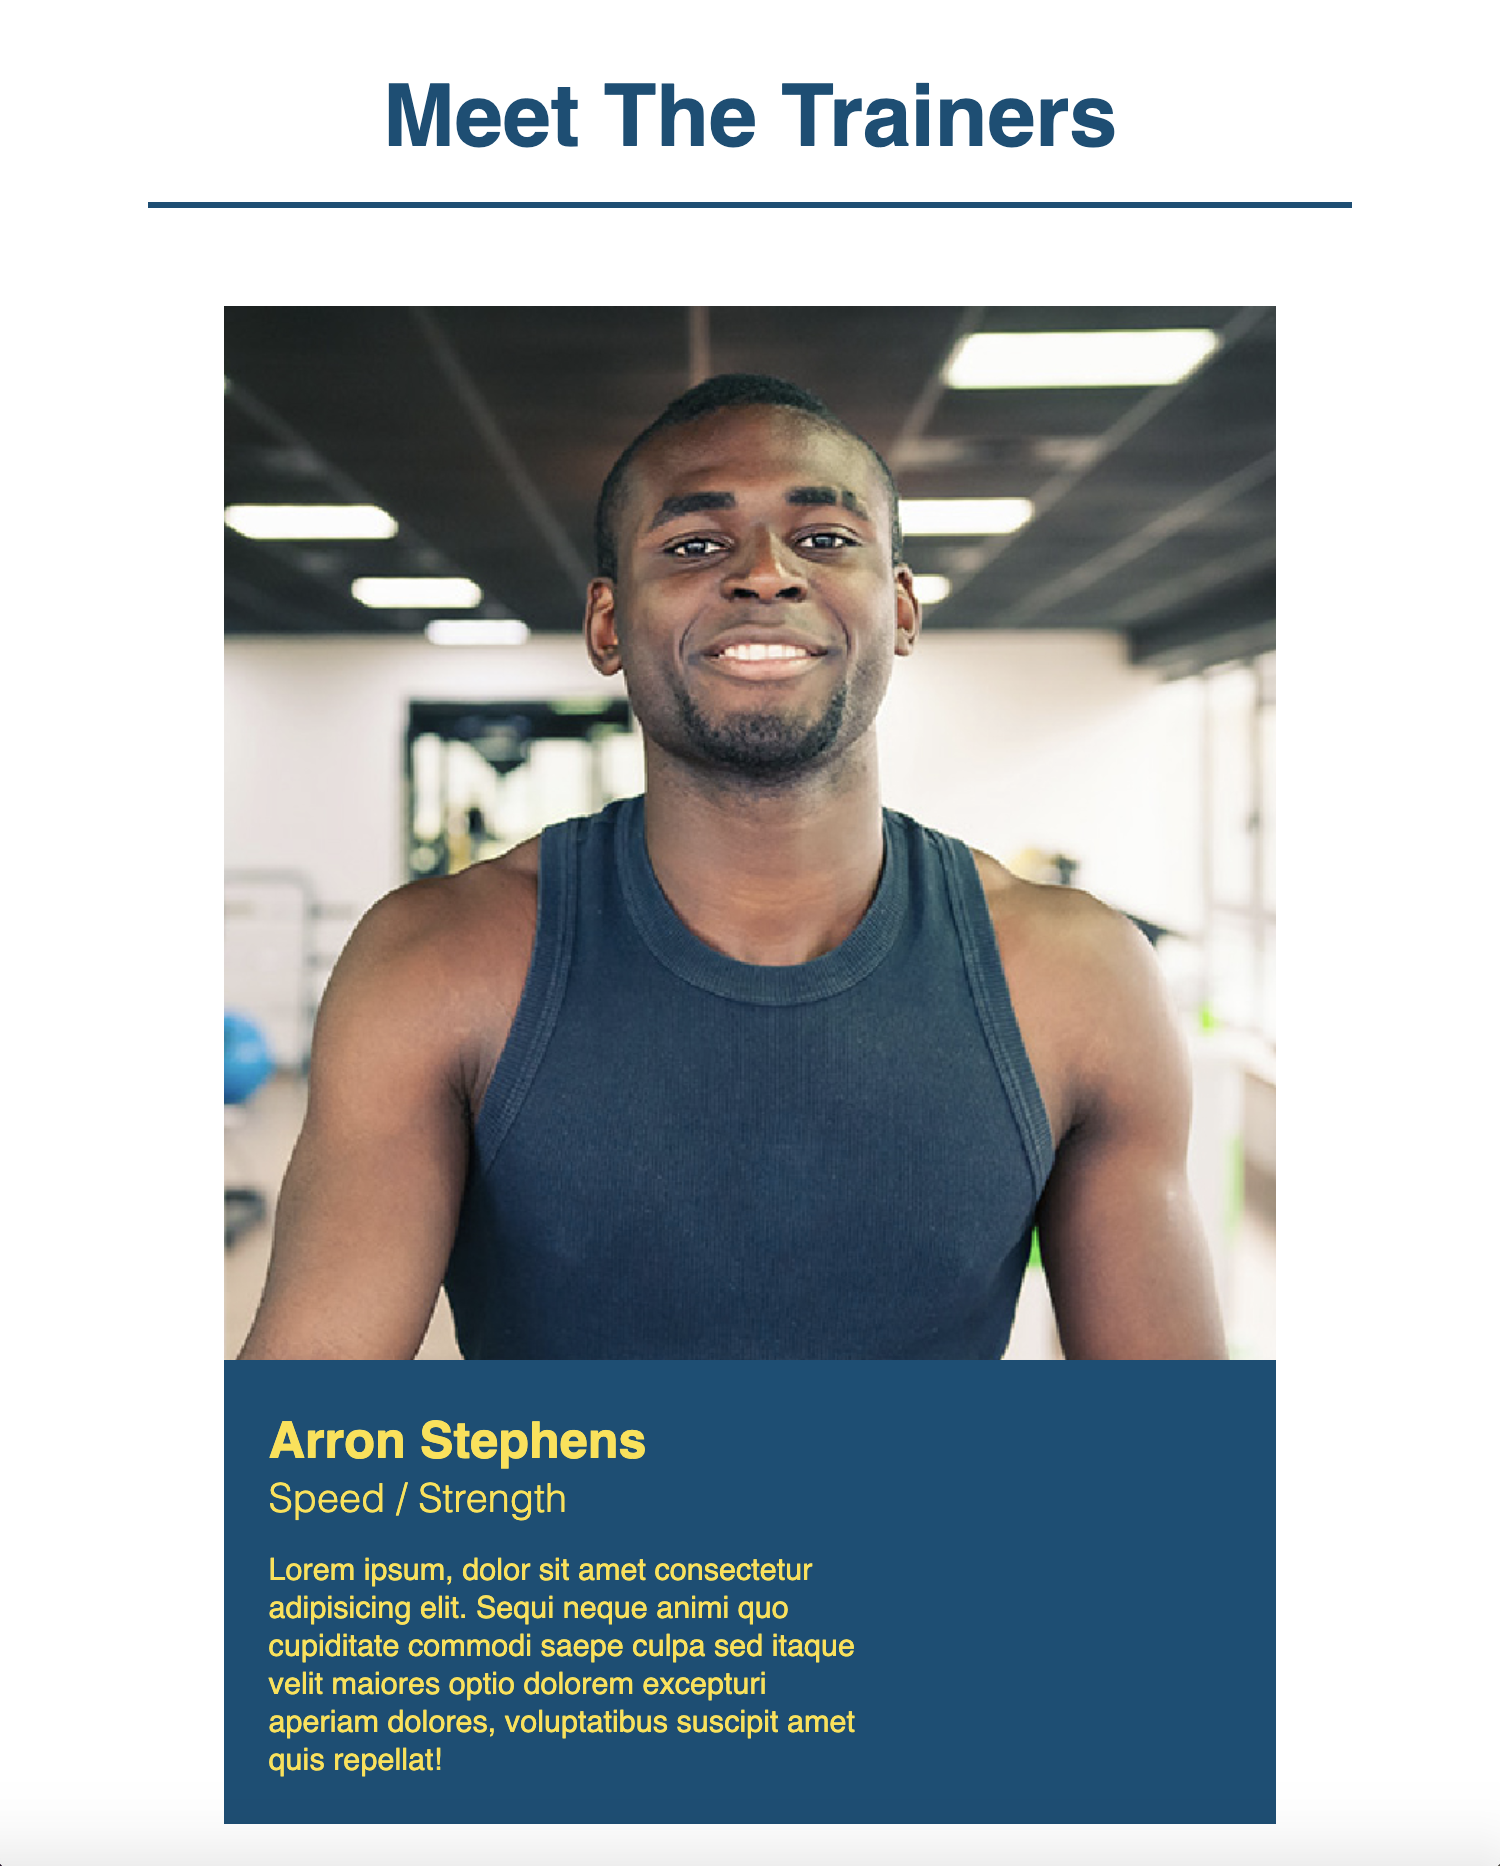 Meet The Trainers
Arron Stephens
Speed / Strength
Lorem ipsum, dolor sit amet consectetur
adipisicing elit. Sequi neque animi quo
cupiditate commodi saepe culpa sed itaque
velit maiores optio dolorem excepturi
aperiam dolores, voluptatibus suscipit amet
quis repellat!